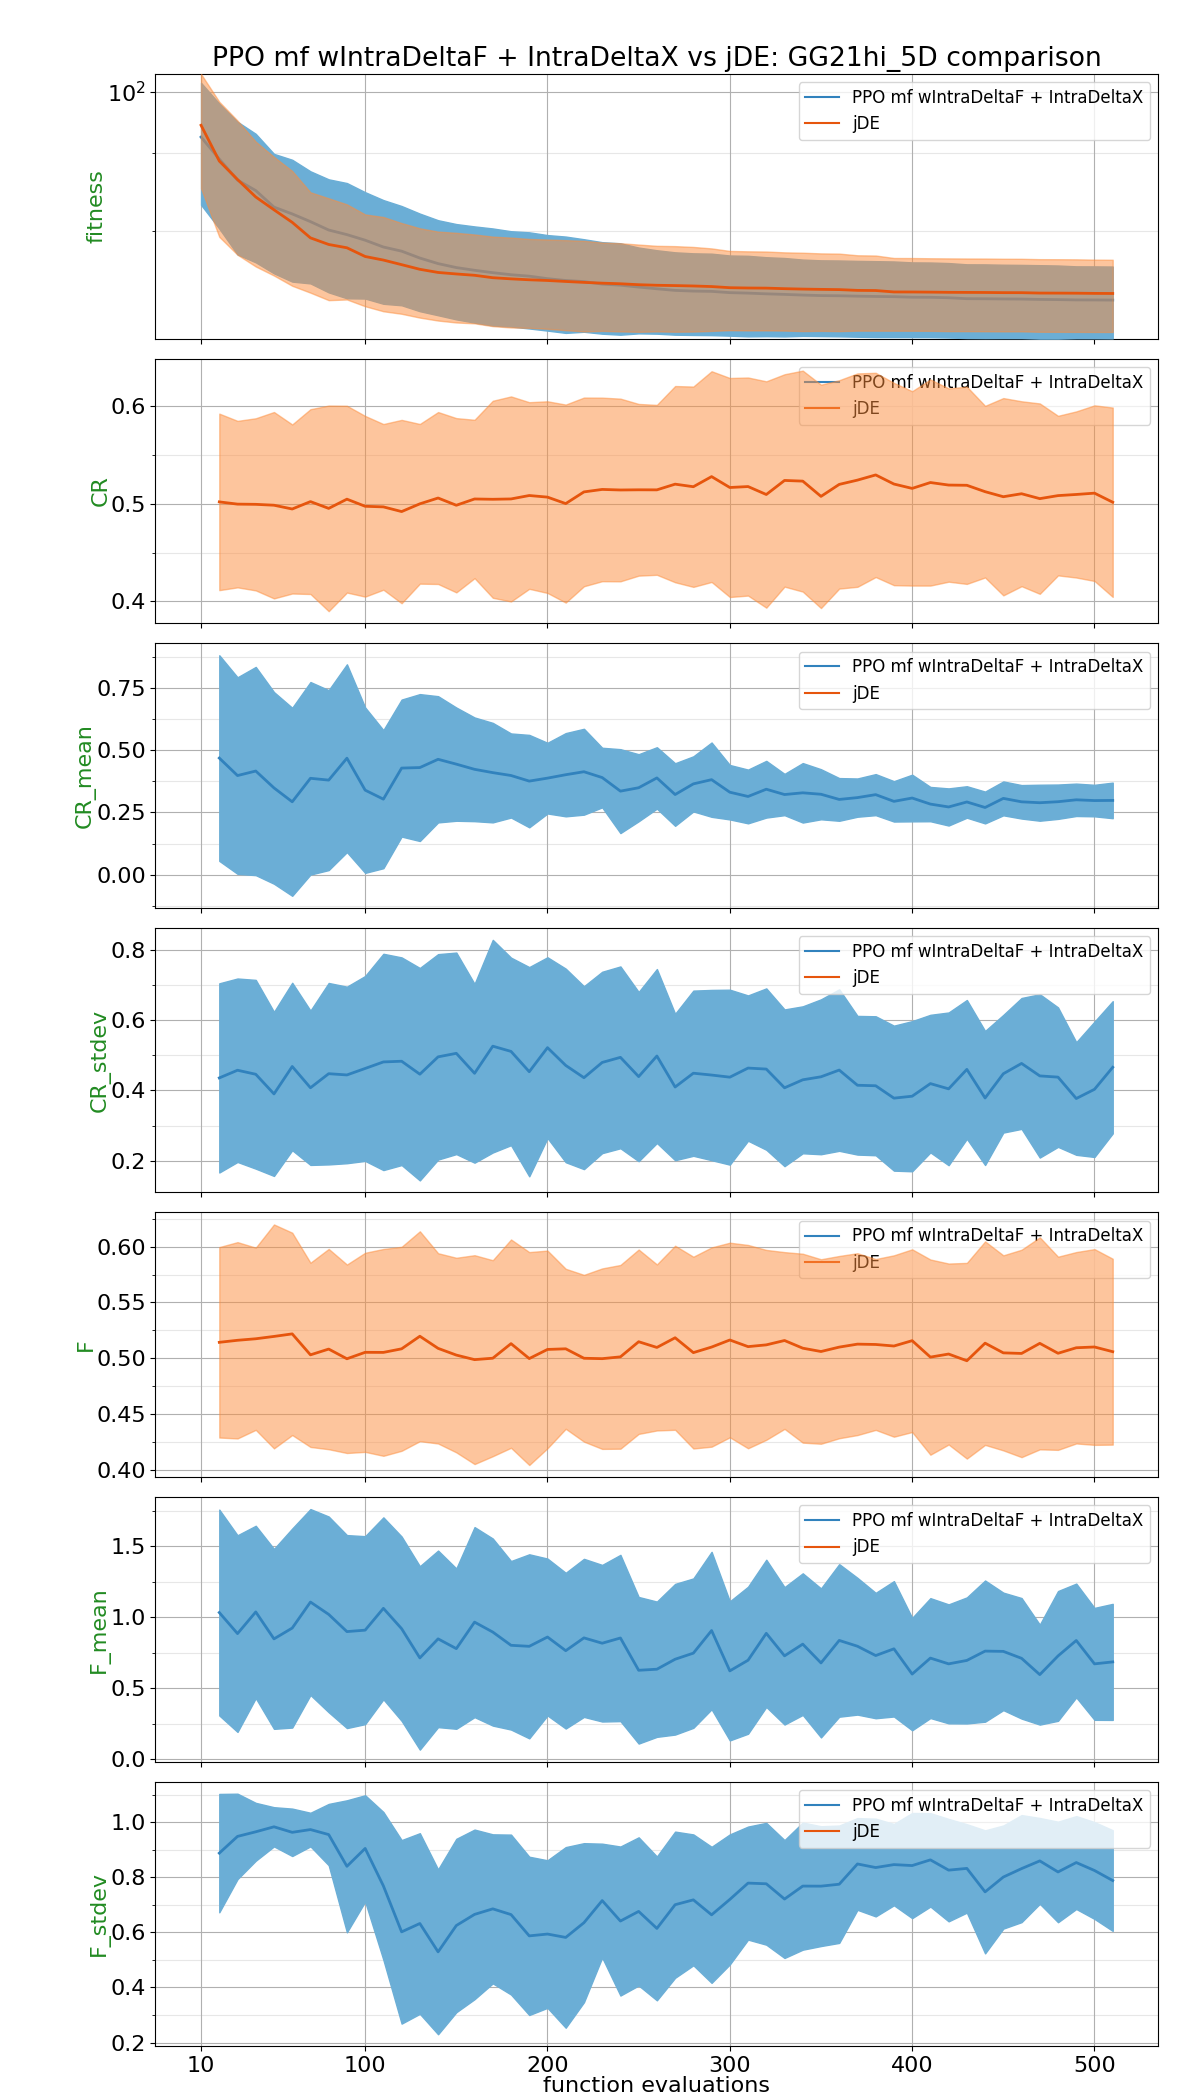 PPO mf wIntraDeltaF + IntraDeltaX vs jDE: GG21hi_5D comparison
10²
fitness
PPO mf wIntraDeltaF + IntraDeltaX
jDE
0.6
0.5
0.4
CR
PPO mf wIntraDeltaF + IntraDeltaX
jDE
0.75
0.50
0.25
0.00
CR_mean
PPO mf wIntraDeltaF + IntraDeltaX
jDE
0.8
0.6
0.4
0.2
CR_stdev
PPO mf wIntraDeltaF + IntraDeltaX
jDE
0.60
0.55
0.50
0.45
0.40
F
PPO mf wIntraDeltaF + IntraDeltaX
jDE
1.5
1.0
0.5
0.0
F_mean
PPO mf wIntraDeltaF + IntraDeltaX
jDE
1.0
0.8
0.6
0.4
0.2
F_stdev
PPO mf wIntraDeltaF + IntraDeltaX
jDE
10 100 200 300 400 500
function evaluations